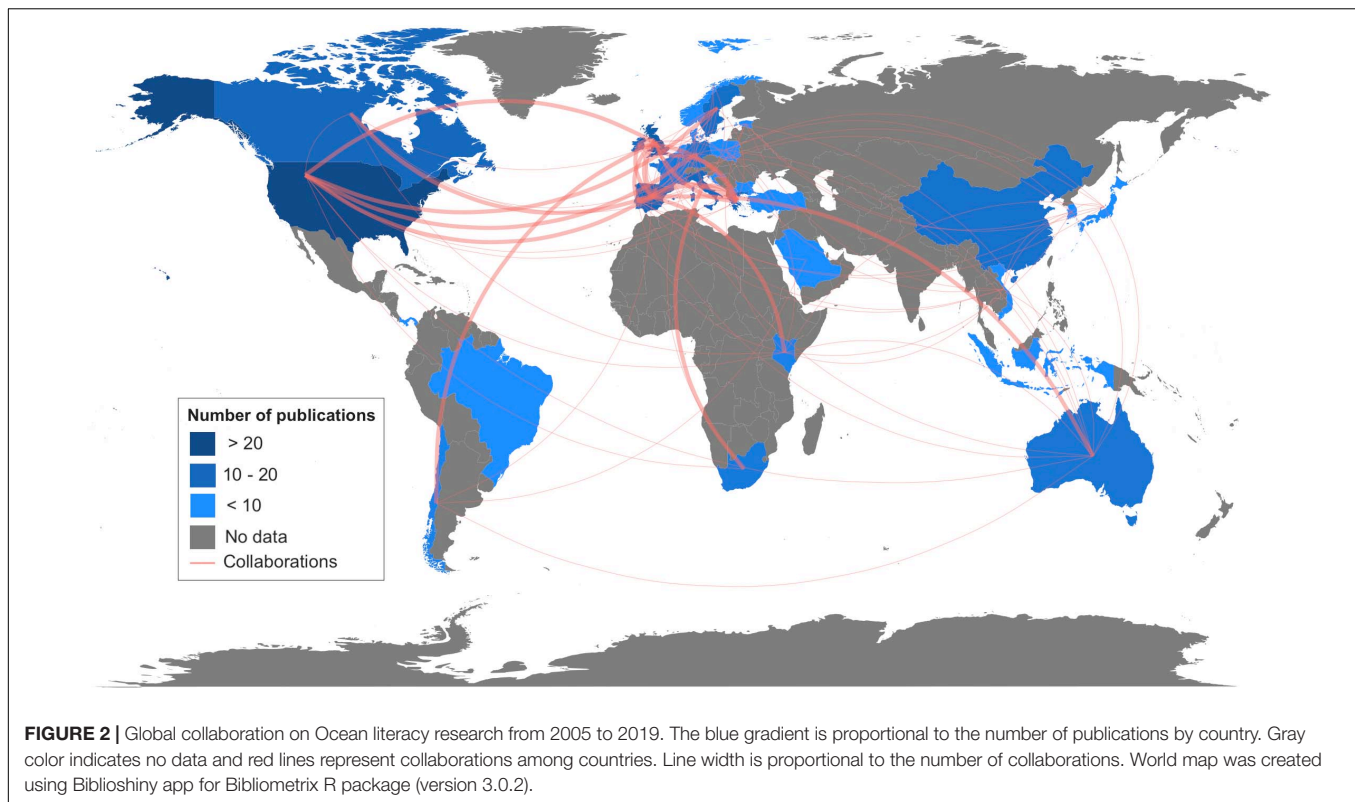 Number of publications
> 20
10 - 20
< 10
No data
Collaborations
FIGURE 2 | Global collaboration on Ocean literacy research from 2005 to 2019. The blue gradient is proportional to the number of publications by country. Gray
color indicates no data and red lines represent collaborations among countries. Line width is proportional to the number of collaborations. World map was created
using Biblioshiny app for Bibliometrix R package (version 3.0.2).